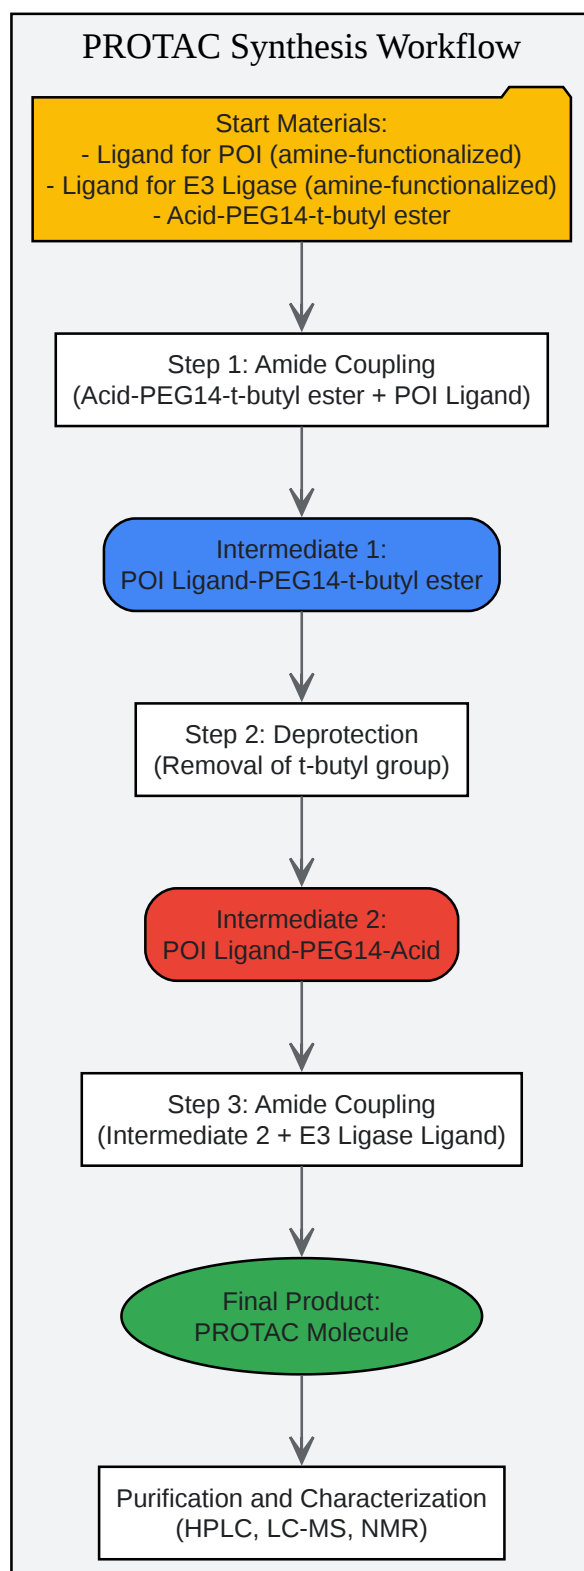 PROTAC Synthesis Workflow
Start Materials:
- Ligand for POI (amine-functionalized)
- Ligand for E3 Ligase (amine-functionalized)
- Acid-PEG14-t-butyl ester
Step 1: Amide Coupling
(Acid-PEG14-t-butyl ester + POI Ligand)
Intermediate 1:
POI Ligand-PEG14-t-butyl ester
Step 2: Deprotection
(Removal of t-butyl group)
Intermediate 2:
POI Ligand-PEG14-Acid
Step 3: Amide Coupling
(Intermediate 2 + E3 Ligase Ligand)
Final Product:
PROTAC Molecule
Purification and Characterization
(HPLC, LC-MS, NMR)